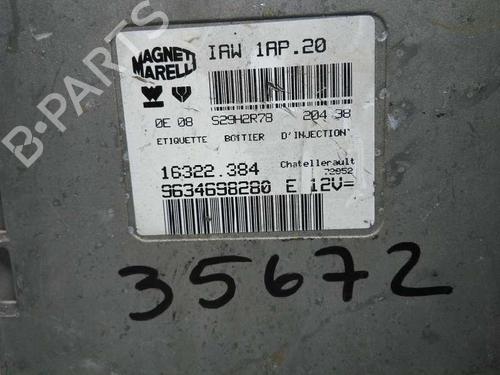 MAGNETI
MARELLI
IAW 1AP.20
0E 08 S29H2R78 204 38
ETIQUETTE BOITIER D'INJECTION
16322.384 Chatellerault
72952
9634698280 E 12V=
35672
B-PARTS